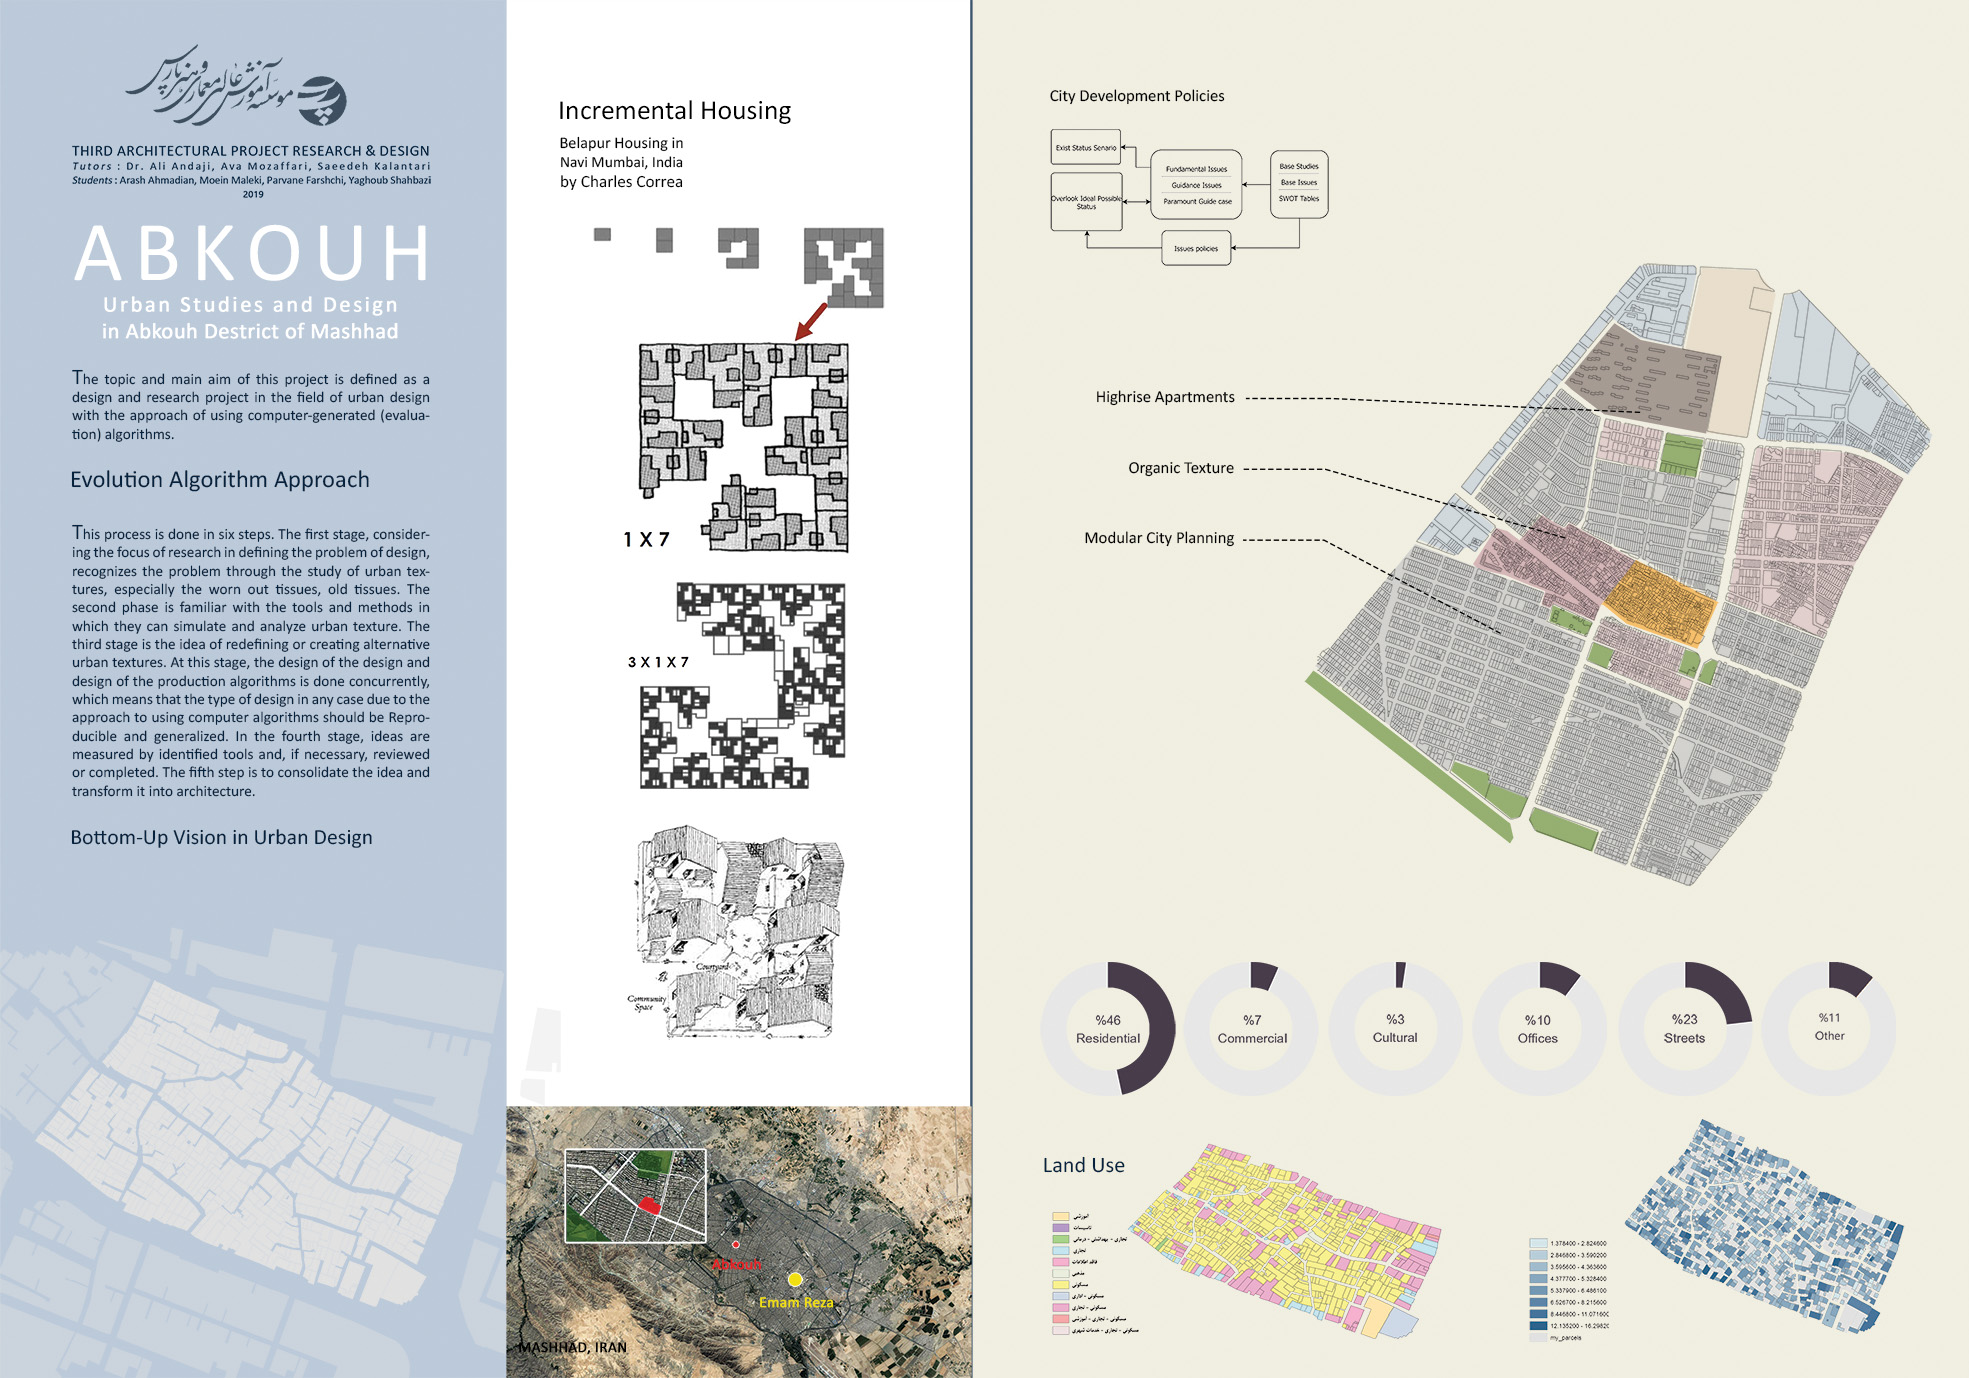 موسسه آموزش عالی معماری و هنر پارس
THIRD ARCHITECTURAL PROJECT RESEARCH & DESIGN
Tutors : Dr. Ali Andaji, Ava Mozaffari, Saeedeh Kalantari
Students : Arash Ahmadian, Moein Maleki, Parvane Farshchi, Yaghoub Shahbazi
2019
ABKOUH
Urban Studies and Design
in Abkouh Destrict of Mashhad
The topic and main aim of this project is defined as a
design and research project in the field of urban design
with the approach of using computer-generated (evalua-
tion) algorithms.
Evolution Algorithm Approach
This process is done in six steps. The first stage, consider-
ing the focus of research in defining the problem of design,
recognizes the problem through the study of urban tex-
tures, especially the worn out tissues, old tissues. The
second phase is familiar with the tools and methods in
which they can simulate and analyze urban texture. The
third stage is the idea of redefining or creating alternative
urban textures. At this stage, the design of the design and
design of the production algorithms is done concurrently,
which means that the type of design in any case due to the
approach to using computer algorithms should be Repro-
ducible and generalized. In the fourth stage, ideas are
measured by identified tools and, if necessary, reviewed
or completed. The fifth step is to consolidate the idea and
transform it into architecture.
Bottom-Up Vision in Urban Design
Incremental Housing
Belapur Housing in
Navi Mumbai, India
by Charles Correa
1 X 7
3 X 1 X 7
Courtyard
Community
Space
Abkouh
Emam Reza
MASHHAD, IRAN
City Development Policies
Exist Status Senario
Overlook Ideal Possible
Status
Fundamental Issues
Guidance Issues
Paramount Guide case
Base Studies
Base Issues
SWOT Tables
Issues policies
Highrise Apartments
Organic Texture
Modular City Planning
%46
Residential
%7
Commercial
%3
Cultural
%10
Offices
%23
Streets
%11
Other
Land Use
آموزشی
تاسیسات
تجاری - بهداشتی - درمانی
تجاری
فاقد اطلاعات
مذهبی
مسکونی
مسکونی - اداری
مسکونی - تجاری
مسکونی - تجاری - آموزشی
مسکونی - تجاری - خدمات شهری
1.378400 - 2.824600
2.846800 - 3.590200
3.595600 - 4.363600
4.377700 - 5.328400
5.337900 - 6.486100
6.526700 - 8.215600
8.446800 - 11.071600
12.135200 - 16.298200
my_parcels